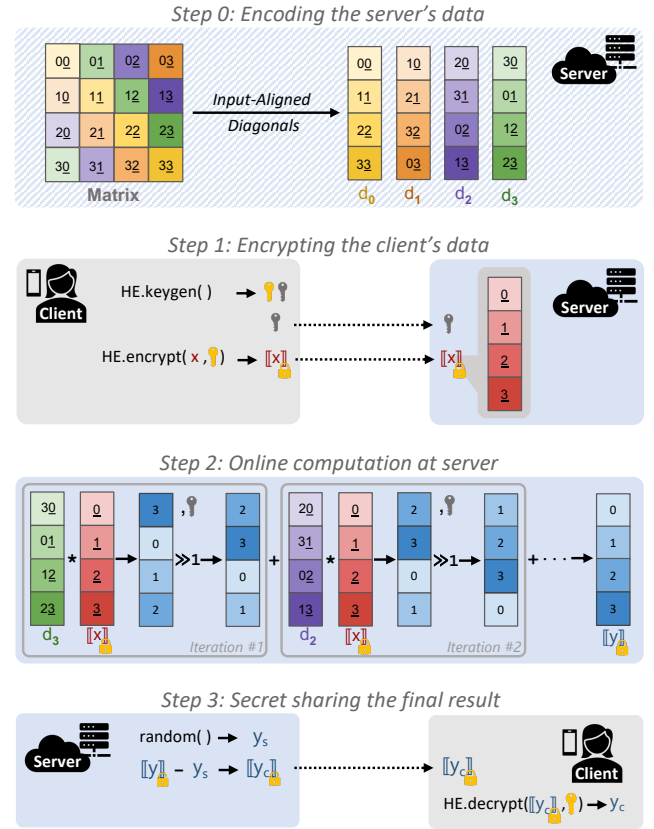 Step 0: Encoding the server's data
00 01 02 03
10 11 12 13
20 21 22 23
30 31 32 33
Matrix
Input-Aligned
Diagonals
00 10 20 30
11 21 31 01
22 32 02 12
33 03 13 23
d0 d1 d2 d3
Server
Step 1: Encrypting the client's data
Client
HE.keygen( )
HE.encrypt( x , ) → ⟦x⟧
⟦x⟧
0
1
2
3
Server
Step 2: Online computation at server
30 0 3 , 2 20 0 2 , 1 0
01 1 0 3 31 1 3 2 1
* → ≫1 → + * → ≫1 → + · · · →
12 2 1 0 02 2 0 3 2
23 3 2 1 13 3 1 0 3
d3 ⟦x⟧ Iteration #1 d2 ⟦x⟧ Iteration #2 ⟦y⟧
Step 3: Secret sharing the final result
Server
random( ) → ys
⟦y⟧ − ys → ⟦yc⟧
⟦yc⟧
Client
HE.decrypt(⟦yc⟧, ) → yc